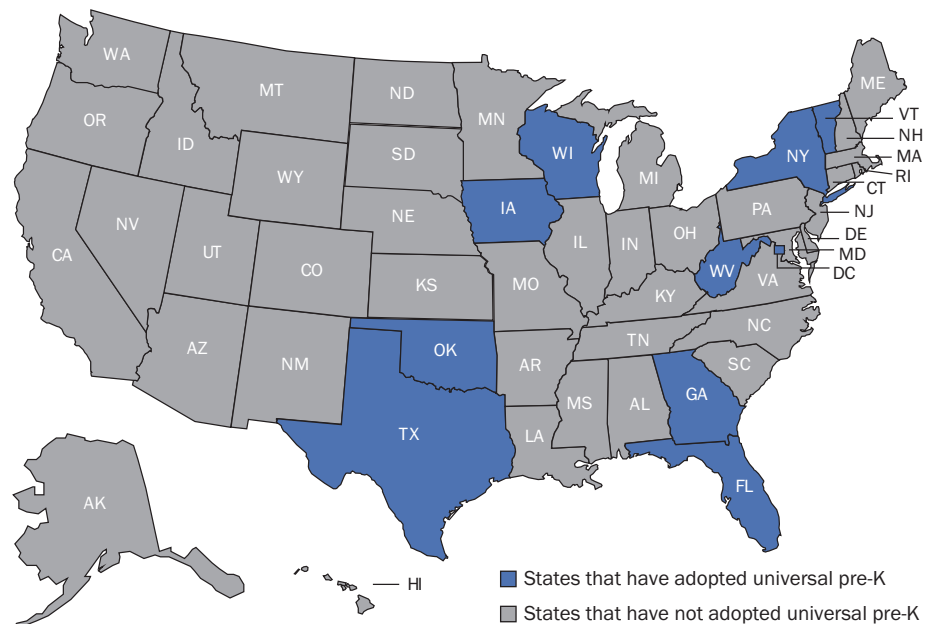 WA
MT
ND
MN
ME
VT
NH
MA
RI
CT
NJ
DE
MD
DC
OR
ID
SD
WI
NY
WY
MI
NV
NE
IA
PA
CA
UT
CO
IL
IN
OH
KS
MO
WV
VA
KY
AZ
NM
OK
AR
TN
NC
SC
MS
AL
GA
TX
LA
FL
AK
HI
States that have adopted universal pre-K
States that have not adopted universal pre-K